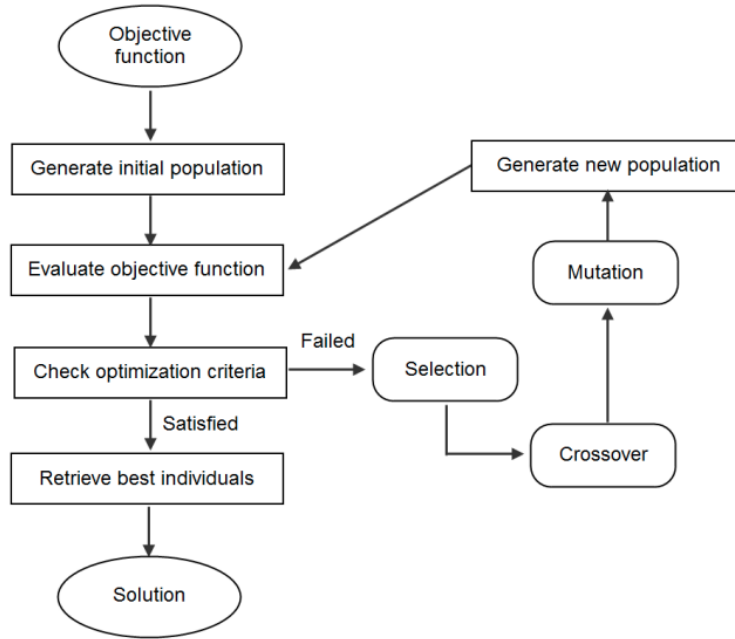 Objective
function
Generate initial population
Generate new population
Evaluate objective function
Mutation
Failed
Check optimization criteria
Selection
Satisfied
Crossover
Retrieve best individuals
Solution